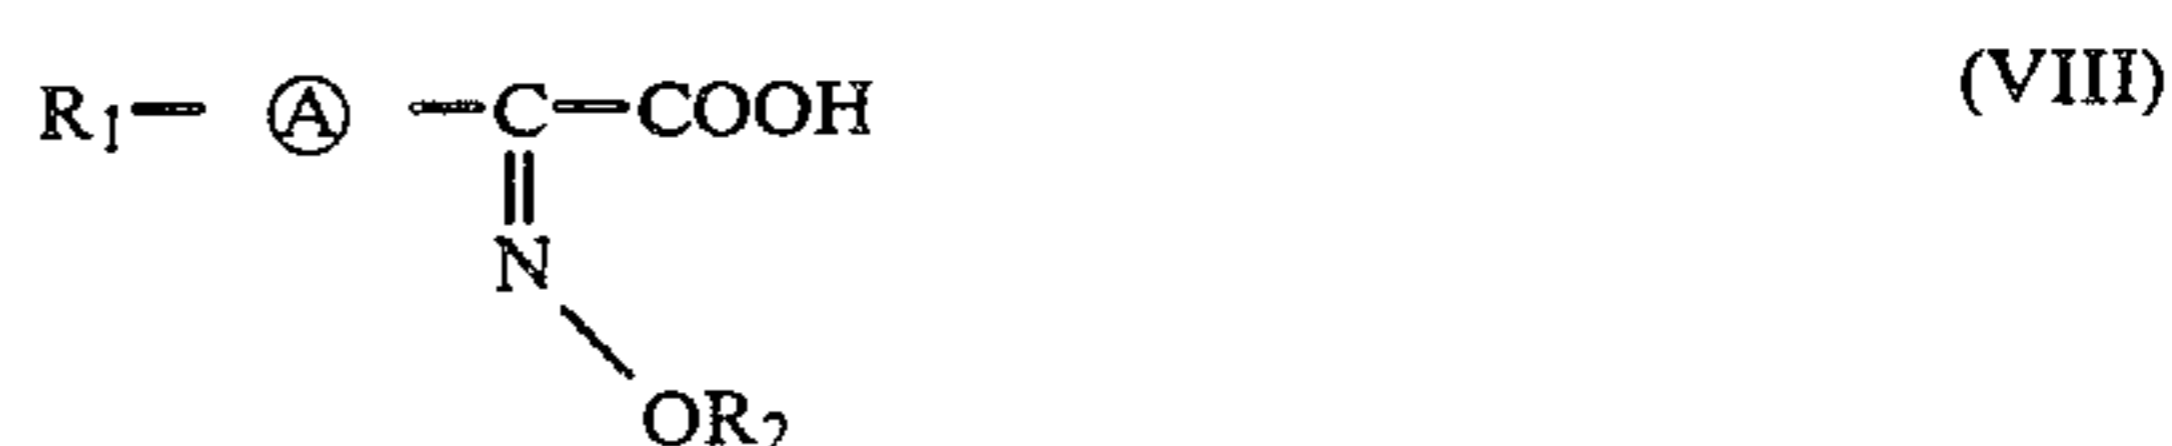 R1— Ⓐ —C—COOH (VIII)
N
OR2